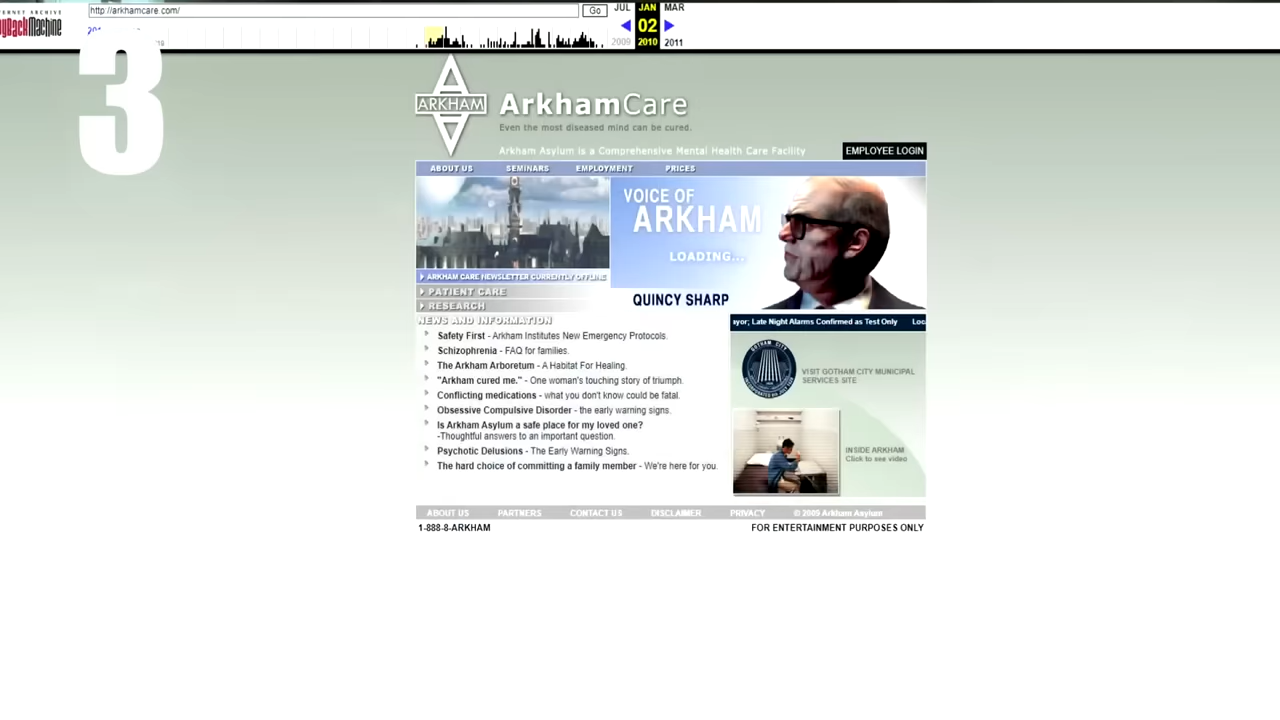 http://arkhamcare.com/
Go
JUL JAN MAR
02
2009 2010 2011
3
ARKHAM
ArkhamCare
Even the most diseased mind can be cured.
Arkham Asylum is a Comprehensive Mental Health Care Facility
EMPLOYEE LOGIN
ABOUT US SEMINARS EMPLOYMENT PRICES
VOICE OF
ARKHAM
LOADING...
QUINCY SHARP
ARKHAM CARE NEWSLETTER CURRENTLY OFFLINE
PATIENT CARE
RESEARCH
NEWS AND INFORMATION
Safety First - Arkham Institutes New Emergency Protocols.
Schizophrenia - FAQ for families.
The Arkham Arboretum - A Habitat For Healing.
"Arkham cured me." - One woman's touching story of triumph.
Conflicting medications - what you don't know could be fatal.
Obsessive Compulsive Disorder - the early warning signs.
Is Arkham Asylum a safe place for my loved one?
-Thoughtful answers to an important question.
Psychotic Delusions - The Early Warning Signs.
The hard choice of committing a family member - We're here for you.
ayor; Late Night Alarms Confirmed as Test Only Loc
GOTHAM CITY
VISIT GOTHAM CITY MUNICIPAL
SERVICES SITE
INSIDE ARKHAM
Click to see video
ABOUT US PARTNERS CONTACT US DISCLAIMER PRIVACY © 2009 Arkham Asylum
1-888-8-ARKHAM
FOR ENTERTAINMENT PURPOSES ONLY